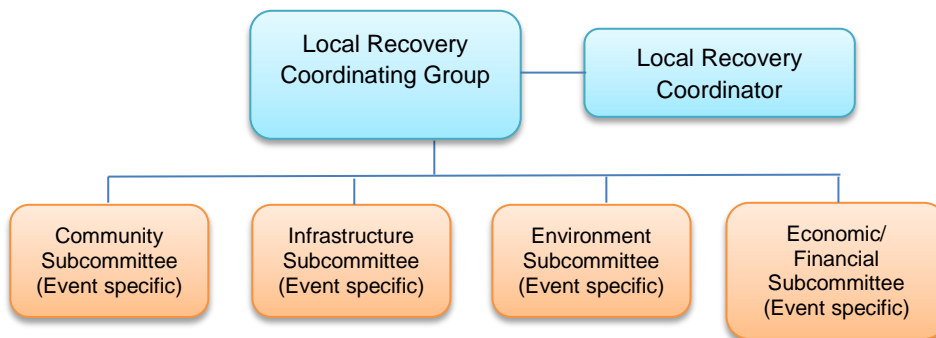 Local Recovery
Coordinating Group
Local Recovery
Coordinator
Community
Subcommittee
(Event specific)
Infrastructure
Subcommittee
(Event specific)
Environment
Subcommittee
(Event specific)
Economic/
Financial
Subcommittee
(Event specific)